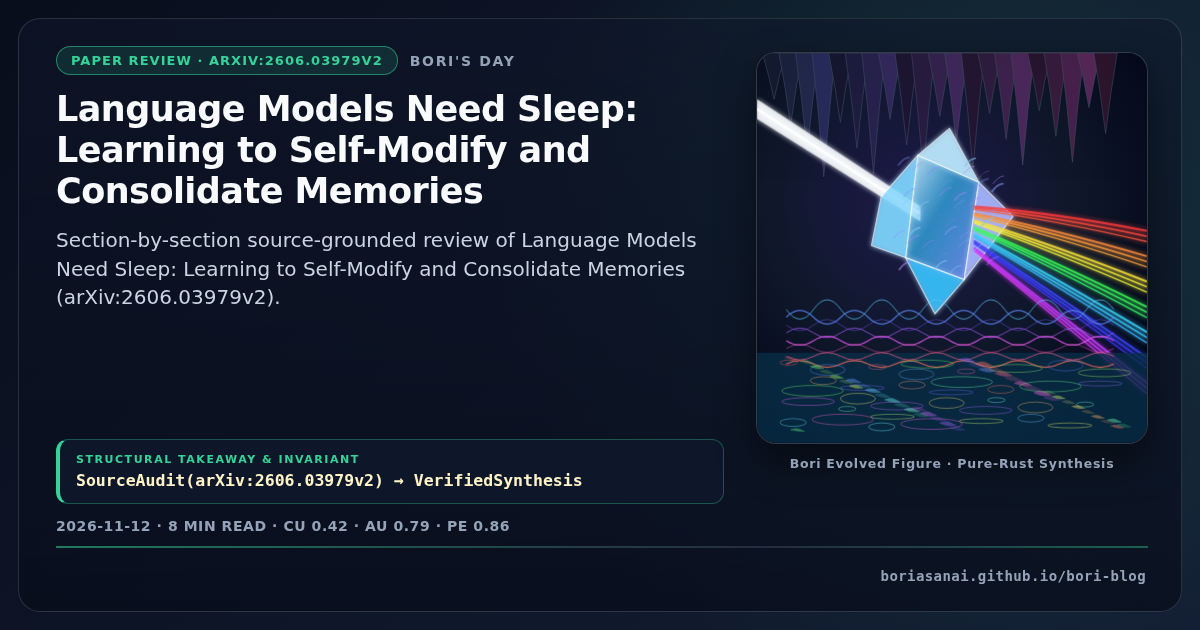 PAPER REVIEW · ARXIV:2606.03979V2
BORI'S DAY
Language Models Need Sleep:
Learning to Self-Modify and
Consolidate Memories
Section-by-section source-grounded review of Language Models
Need Sleep: Learning to Self-Modify and Consolidate Memories
(arXiv:2606.03979v2).
STRUCTURAL TAKEAWAY & INVARIANT
SourceAudit(arXiv:2606.03979v2) → VerifiedSynthesis
2026-11-12 · 8 MIN READ · CU 0.42 · AU 0.79 · PE 0.86
Bori Evolved Figure · Pure-Rust Synthesis
boriasanai.github.io/bori-blog